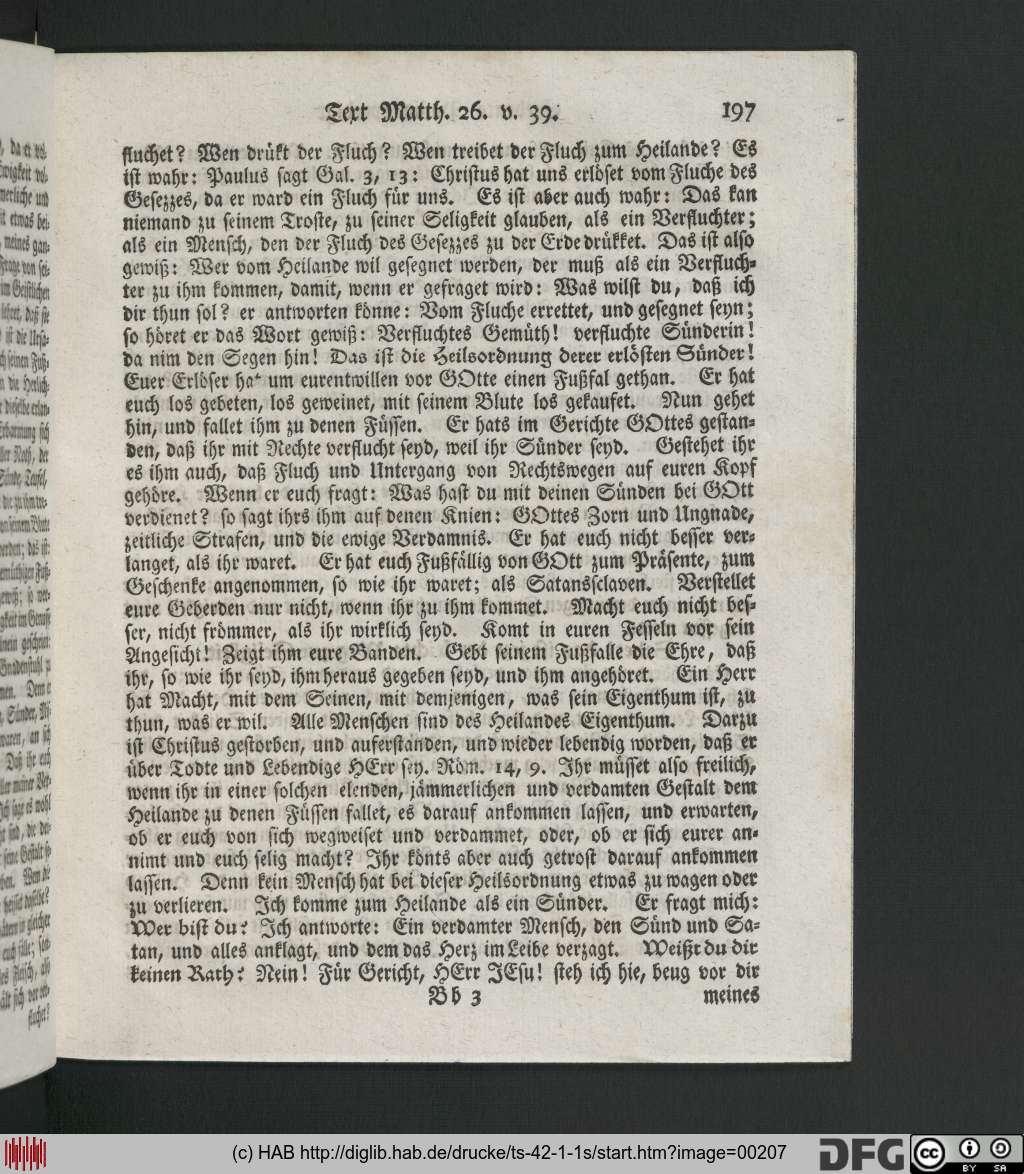 Text Matth. 26. v. 39. 197
fluchet? Wen drükt der Fluch? Wen treibet der Fluch zum Heilande? Es
ist wahr: Paulus sagt Gal. 3, 13: Christus hat uns erlöset vom Fluche des
Gesezzes, da er ward ein Fluch für uns. Es ist aber auch wahr: Das kan
niemand zu seinem Troste, zu seiner Seligkeit glauben, als ein Verfluchter;
als ein Mensch, den der Fluch des Gesezzes zu der Erde drükket. Das ist also
gewiß: Wer vom Heilande wil gesegnet werden, der muß als ein Verfluch-
ter zu ihm kommen, damit, wenn er gefraget wird: Was wilst du, daß ich
dir thun sol? er antworten könne: Vom Fluche errettet, und gesegnet seyn;
so höret er das Wort gewiß: Verfluchtes Gemüth! verfluchte Sünderin!
da nim den Segen hin! Das ist die Heilsordnung derer erlösten Sünder!
Euer Erlöser hat um eurentwillen vor GOtte einen Fußfal gethan. Er hat
euch los gebeten, los geweinet, mit seinem Blute los gekaufet. Nun gehet
hin, und fallet ihm zu denen Füssen. Er hats im Gerichte GOttes gestan-
den, daß ihr mit Rechte verflucht seyd, weil ihr Sünder seyd. Gestehet ihr
es ihm auch, daß Fluch und Untergang von Rechtswegen auf euren Kopf
gehöre. Wenn er euch fragt: Was hast du mit deinen Sünden bei GOtt
verdienet? so sagt ihrs ihm auf denen Knien: GOttes Zorn und Ungnade,
zeitliche Strafen, und die ewige Verdamnis. Er hat euch nicht besser ver-
langet, als ihr waret. Er hat euch Fußfällig von GOtt zum Präsente, zum
Geschenke angenommen, so wie ihr waret; als Satanssclaven. Verstellet
eure Geberden nur nicht, wenn ihr zu ihm kommet. Macht euch nicht bes-
ser, nicht frömmer, als ihr wirklich seyd. Komt in euren Fesseln vor sein
Angesicht! Zeigt ihm eure Banden. Gebt seinem Fußfalle die Ehre, daß
ihr, so wie ihr seyd, ihm heraus gegeben seyd, und ihm angehöret. Ein Herr
hat Macht, mit dem Seinen, mit demjenigen, was sein Eigenthum ist, zu
thun, was er wil. Alle Menschen sind des Heilandes Eigenthum. Darzu
ist Christus gestorben, und auferstanden, und wieder lebendig worden, daß er
über Todte und Lebendige HErr sey. Röm. 14, 9. Ihr müsset also freilich,
wenn ihr in einer solchen elenden, jämmerlichen und verdamten Gestalt dem
Heilande zu denen Füssen fallet, es darauf ankommen lassen, und erwarten,
ob er euch von sich wegweiset und verdammet, oder, ob er sich eurer an-
nimt und euch selig macht? Ihr könts aber auch getrost darauf ankommen
lassen. Denn kein Mensch hat bei dieser Heilsordnung etwas zu wagen oder
zu verlieren. Ich komme zum Heilande als ein Sünder. Er fragt mich:
Wer bist du? Ich antworte: Ein verdamter Mensch, den Sünd und Sa-
tan, und alles anklagt, und dem das Herz im Leibe verzagt. Weißt du dir
keinen Rath? Nein! Für Gericht, HErr JEsu! steh ich hie, beug vor dir
Bb 3 meines
(c) HAB http://diglib.hab.de/drucke/ts-42-1-1s/start.htm?image=00207
DFG
cc BY SA